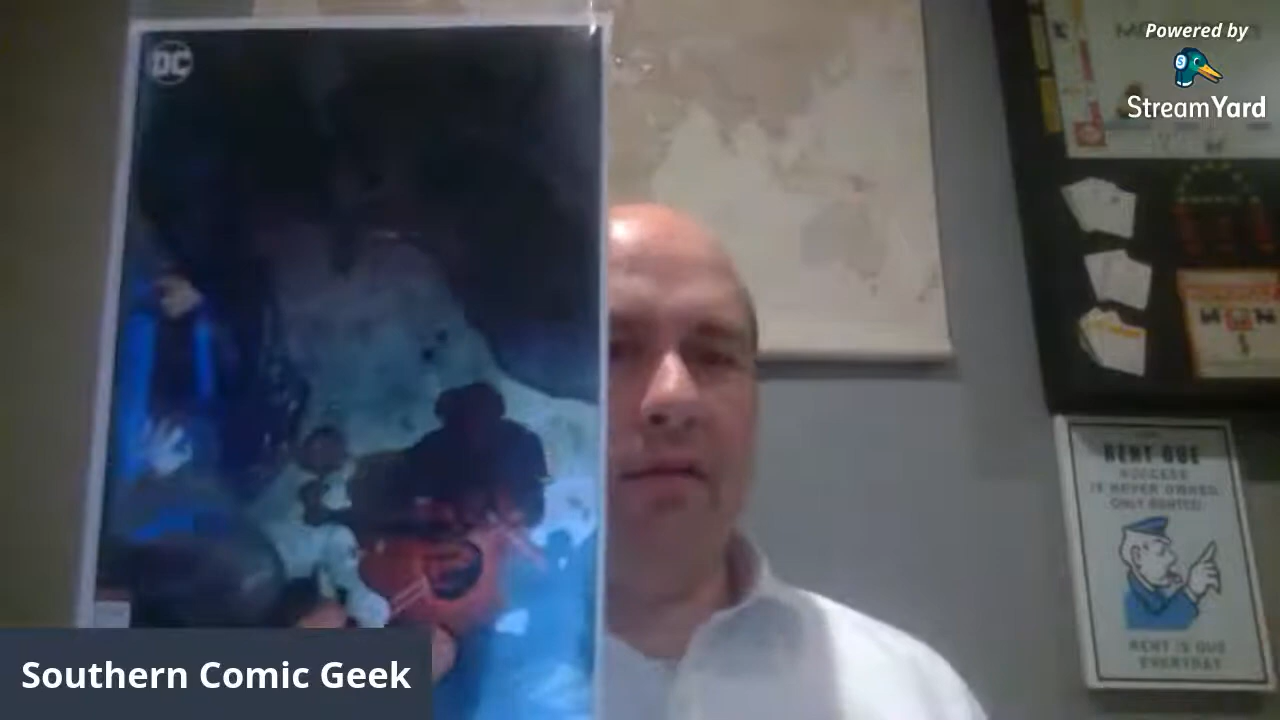 DC
Powered by
StreamYard
RENT DUE
SUCCESS
IS NEVER OWNED.
ONLY RENTED.
RENT IS DUE
EVERYDAY
Southern Comic Geek